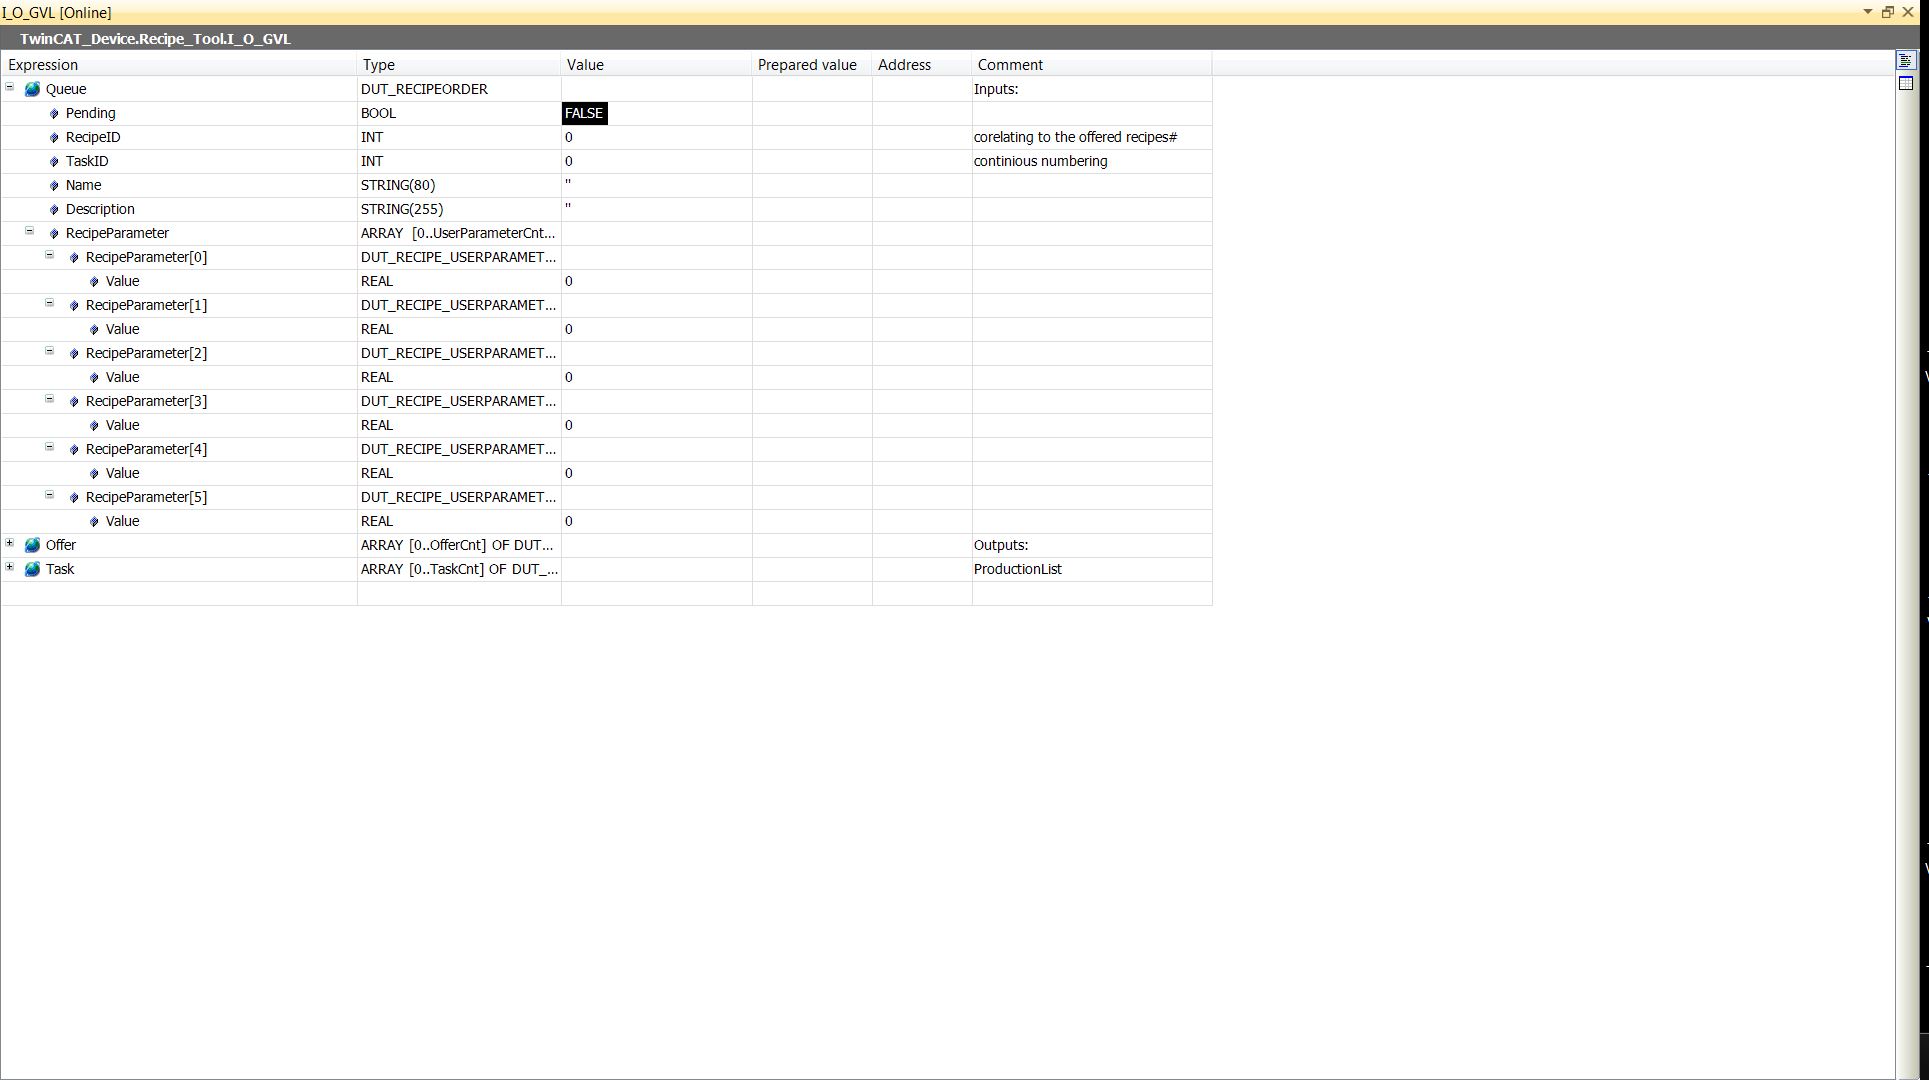 I_O_GVL [Online]
TwinCAT_Device.Recipe_Tool.I_O_GVL
Expression Type Value Prepared value Address Comment
Queue DUT_RECIPEORDER Inputs:
Pending BOOL FALSE
RecipeID INT 0 corelating to the offered recipes#
TaskID INT 0 continious numbering
Name STRING(80) ''
Description STRING(255) ''
RecipeParameter ARRAY [0..UserParameterCnt...
RecipeParameter[0] DUT_RECIPE_USERPARAMET...
Value REAL 0
RecipeParameter[1] DUT_RECIPE_USERPARAMET...
Value REAL 0
RecipeParameter[2] DUT_RECIPE_USERPARAMET...
Value REAL 0
RecipeParameter[3] DUT_RECIPE_USERPARAMET...
Value REAL 0
RecipeParameter[4] DUT_RECIPE_USERPARAMET...
Value REAL 0
RecipeParameter[5] DUT_RECIPE_USERPARAMET...
Value REAL 0
Offer ARRAY [0..OfferCnt] OF DUT... Outputs:
Task ARRAY [0..TaskCnt] OF DUT_... ProductionList